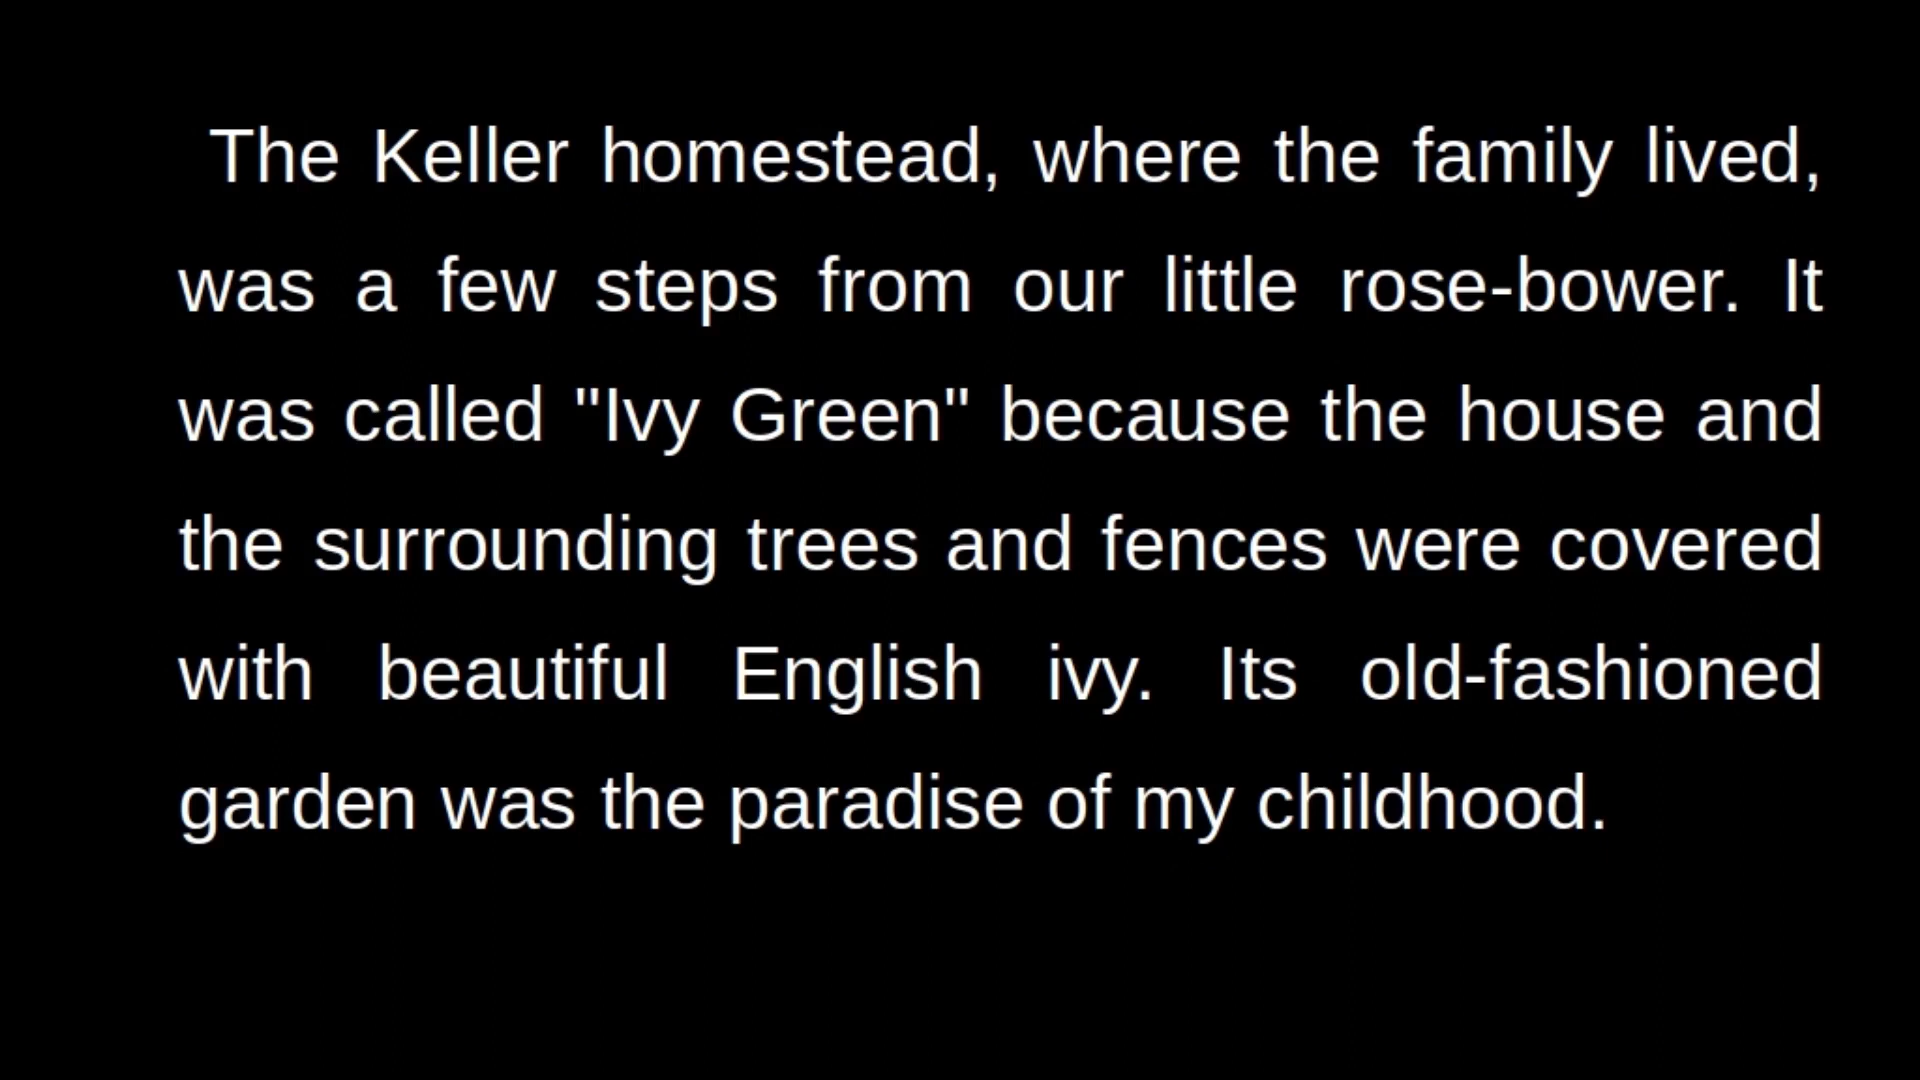 The Keller homestead, where the family lived,
was a few steps from our little rose-bower. It
was called "Ivy Green" because the house and
the surrounding trees and fences were covered
with beautiful English ivy. Its old-fashioned
garden was the paradise of my childhood.